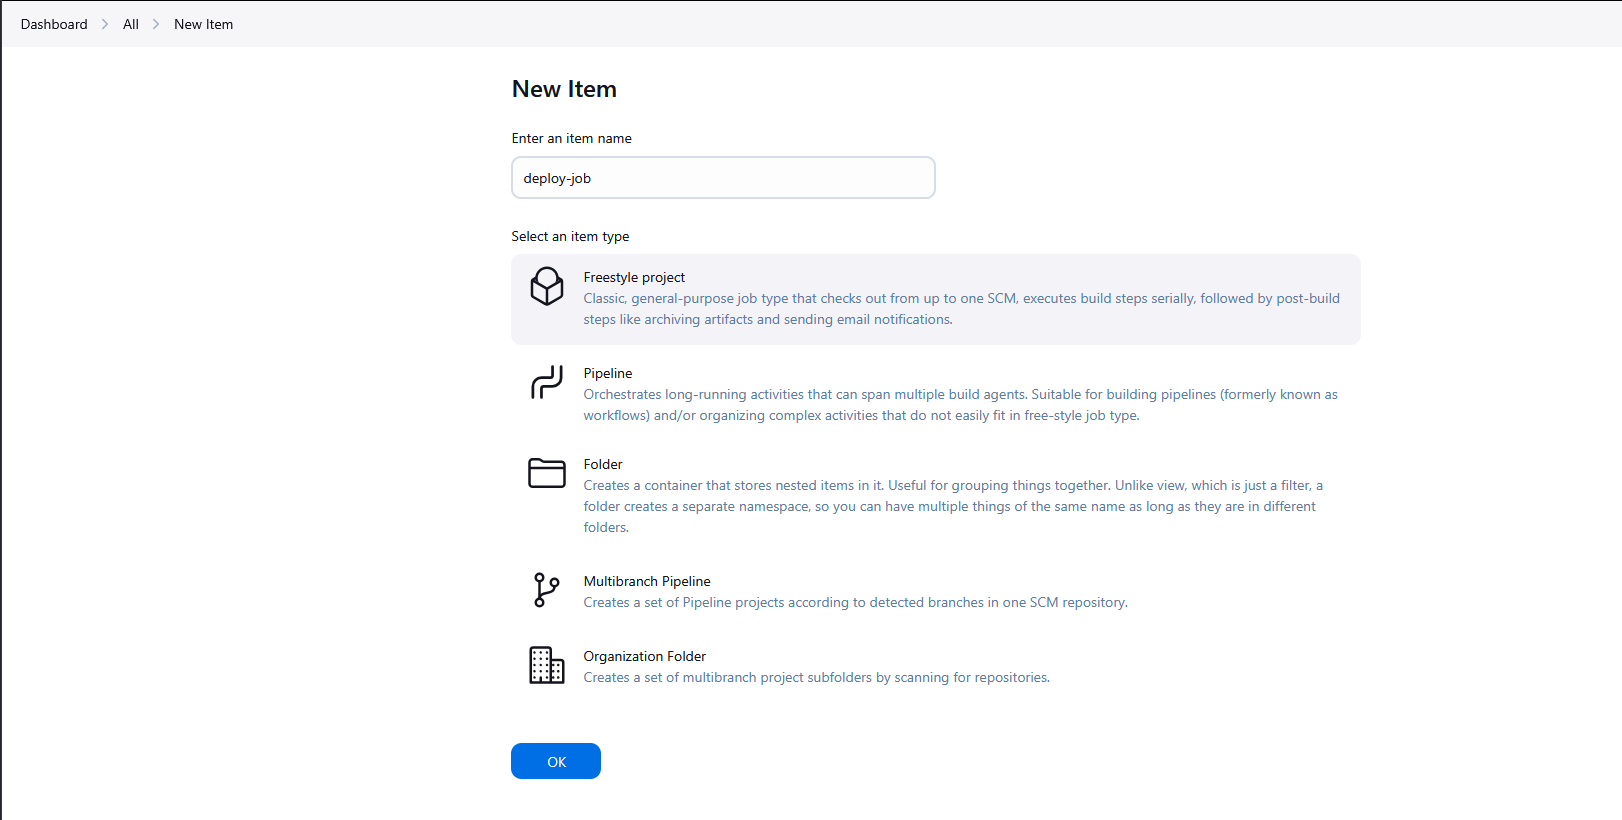 Dashboard > All > New Item
New Item
Enter an item name
deploy-job
Select an item type
Freestyle project
Classic, general-purpose job type that checks out from up to one SCM, executes build steps serially, followed by post-build
steps like archiving artifacts and sending email notifications.
Pipeline
Orchestrates long-running activities that can span multiple build agents. Suitable for building pipelines (formerly known as
workflows) and/or organizing complex activities that do not easily fit in free-style job type.
Folder
Creates a container that stores nested items in it. Useful for grouping things together. Unlike view, which is just a filter, a
folder creates a separate namespace, so you can have multiple things of the same name as long as they are in different
folders.
Multibranch Pipeline
Creates a set of Pipeline projects according to detected branches in one SCM repository.
Organization Folder
Creates a set of multibranch project subfolders by scanning for repositories.
OK